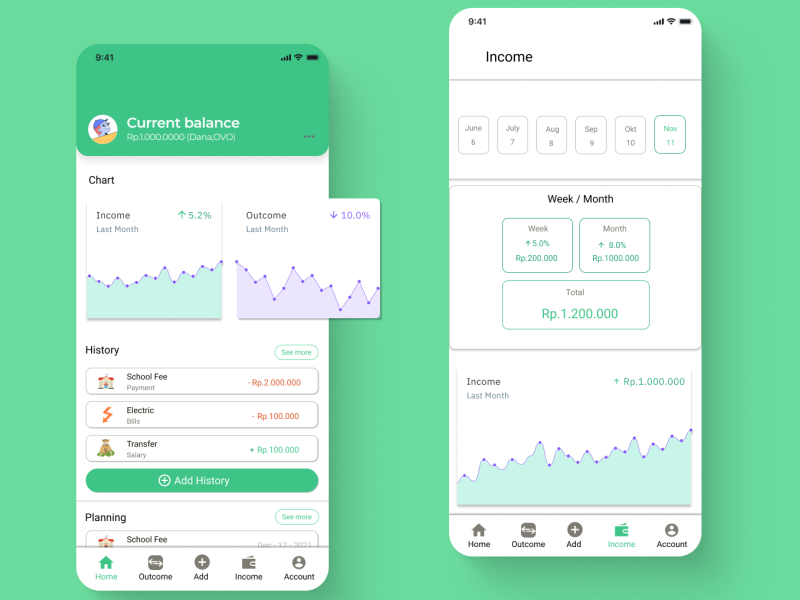 9:41
Current balance
Rp.1.000.0000 (Dana,OVO)
Chart
Income ↑ 5.2%
Last Month
Outcome ↓ 10.0%
Last Month
History
See more
School Fee
Payment
- Rp.2.000.000
Electric
Bills
- Rp.100.000
Transfer
Salary
+ Rp.100.000
Add History
Planning
See more
School Fee
Dec - 12 - 2021
Home Outcome Add Income Account
9:41
Income
June July Aug Sep Okt Nov
6 7 8 9 10 11
Week / Month
Week
↑ 5.0%
Rp.200.000
Month
↑ 8.0%
Rp.1000.000
Total
Rp.1.200.000
Income ↑ Rp.1.000.000
Last Month
Home Outcome Add Income Account